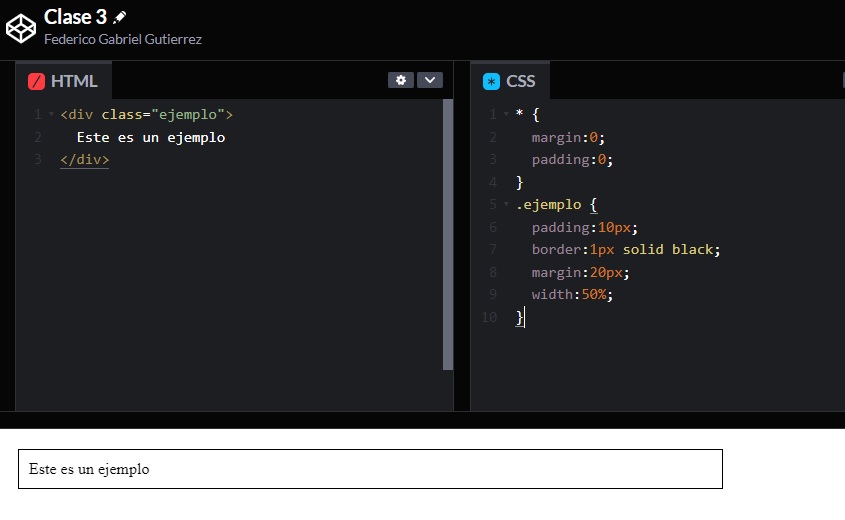 Clase 3
Federico Gabriel Gutierrez
HTML
1 <div class="ejemplo">
2 Este es un ejemplo
3 </div>
CSS
1 * {
2 margin:0;
3 padding:0;
4 }
5 .ejemplo {
6 padding:10px;
7 border:1px solid black;
8 margin:20px;
9 width:50%;
10 }
Este es un ejemplo